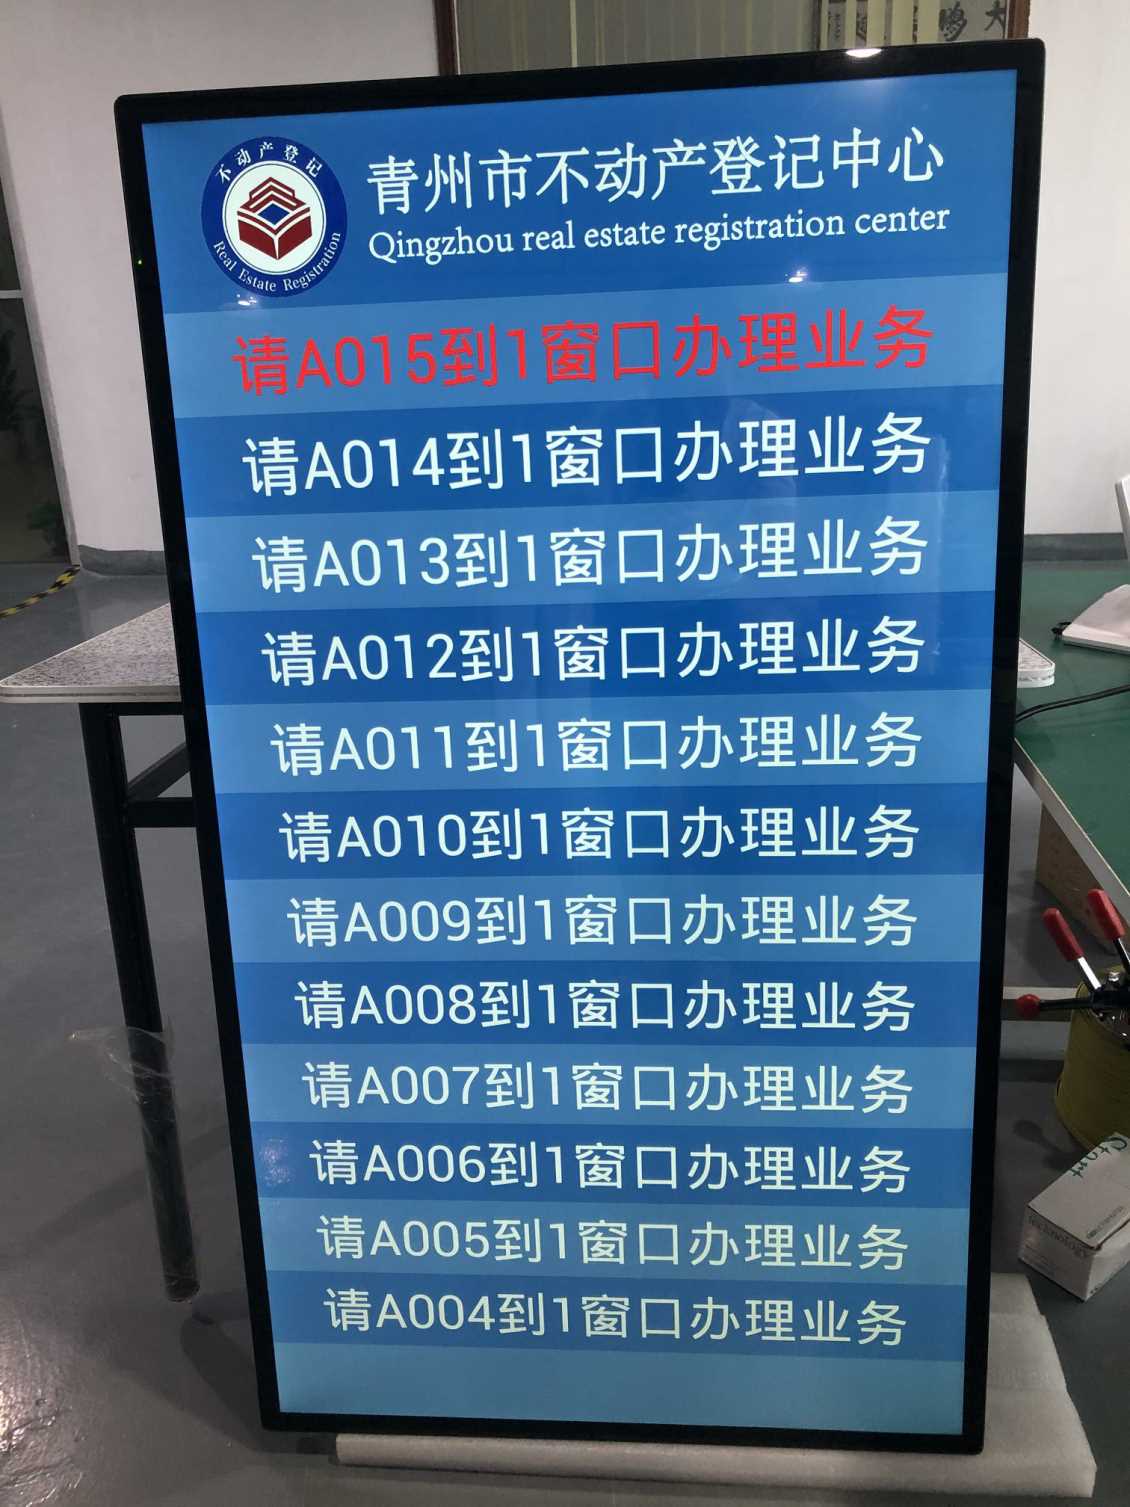 不动产登记
Real Estate Registration
青州市不动产登记中心
Qingzhou real estate registration center
请A015到1窗口办理业务
请A014到1窗口办理业务
请A013到1窗口办理业务
请A012到1窗口办理业务
请A011到1窗口办理业务
请A010到1窗口办理业务
请A009到1窗口办理业务
请A008到1窗口办理业务
请A007到1窗口办理业务
请A006到1窗口办理业务
请A005到1窗口办理业务
请A004到1窗口办理业务